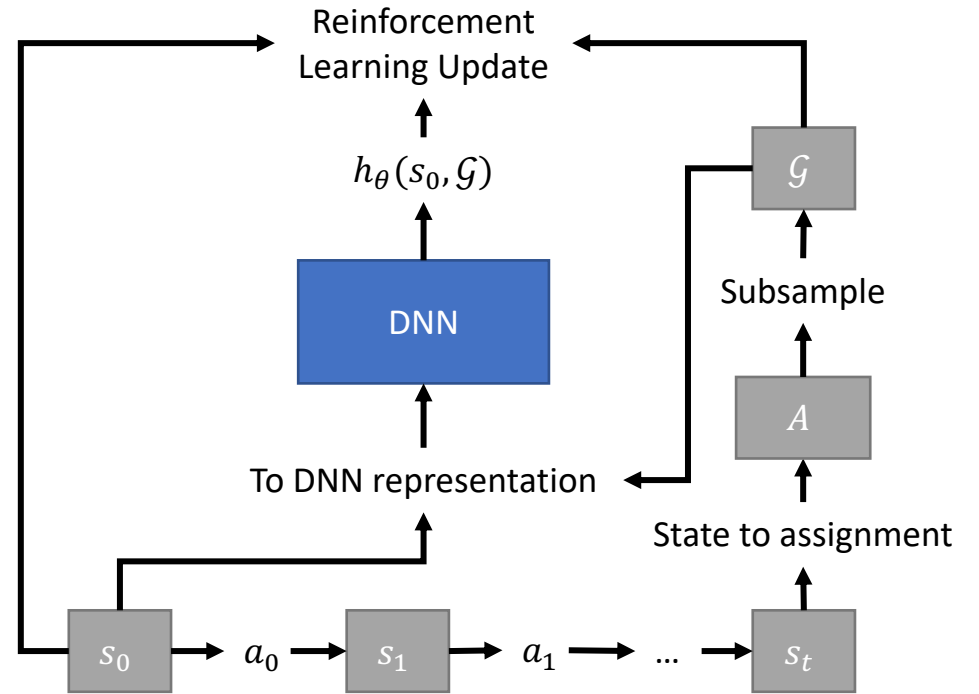 Reinforcement
Learning Update
h_θ(s_0, 𝒢)
𝒢
DNN
Subsample
A
To DNN representation
State to assignment
s_0 a_0 s_1 a_1 ... s_t